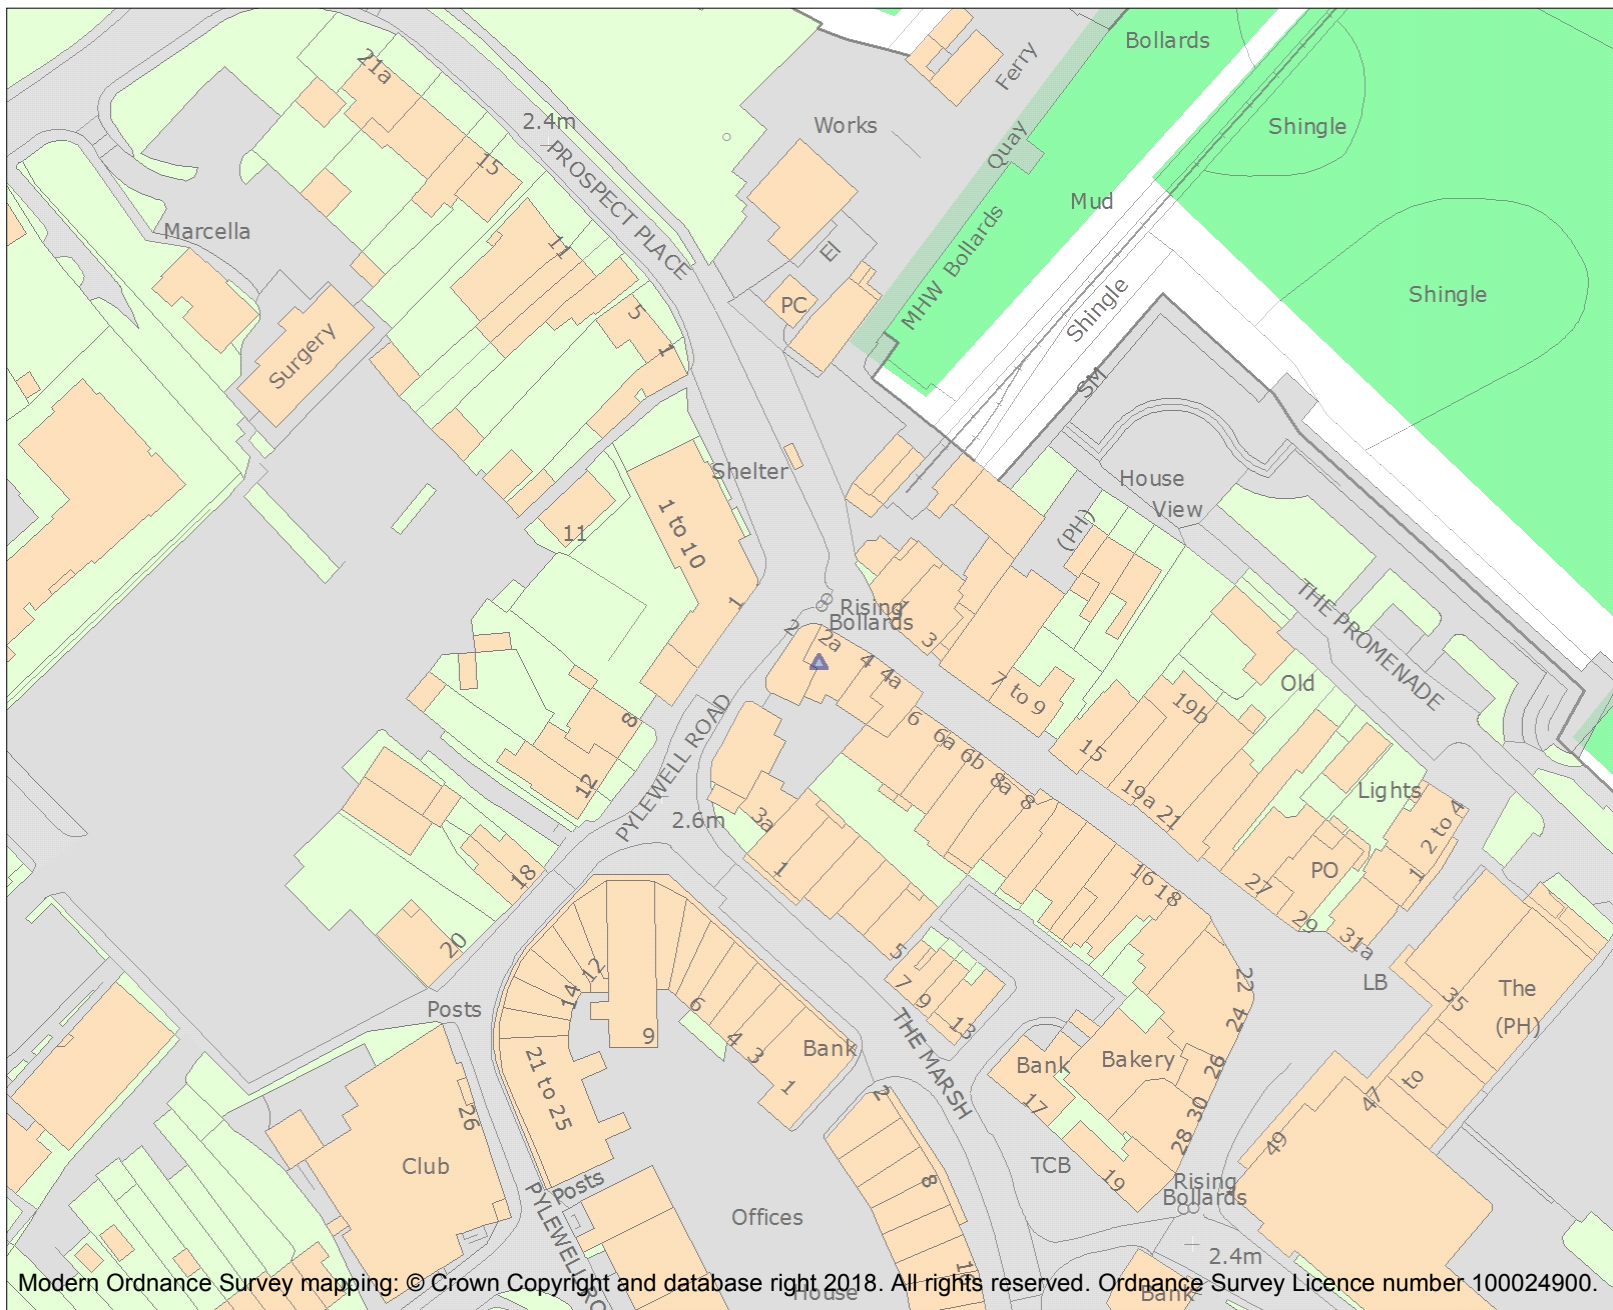 Bollards
21a
Ferry
2.4m
Works
Shingle
Quay
15
PROSPECT PLACE
Mud
Marcella
11
El
Bollards
MHW
PC
Shingle
Shingle
5
1
Surgery
SM
Shelter
House
View
(PH)
1 to 10
11
1
Rising
Bollards
1
3
2
2a
4
4a
THE PROMENADE
Old
7 to 9
19b
8
6
6a
6b
8a
8
15
PYLEWELL ROAD
12
2.6m
3a
19a
21
Lights
2 to 4
1
18
1
16
18
PO
27
29
31a
20
5
7
9
13
22
24
LB
35
The
(PH)
Posts
12
14
6
4
3
9
1
Bank
THE MARSH
Bank
Bakery
26
21 to 25
26
2
17
30
28
47
to
49
Club
8
TCB
19
Posts
Rising
Bollards
PYLEWELL RO
Offices
2.4m
House
Bank
Modern Ordnance Survey mapping: © Crown Copyright and database right 2018. All rights reserved. Ordnance Survey Licence number 100024900.